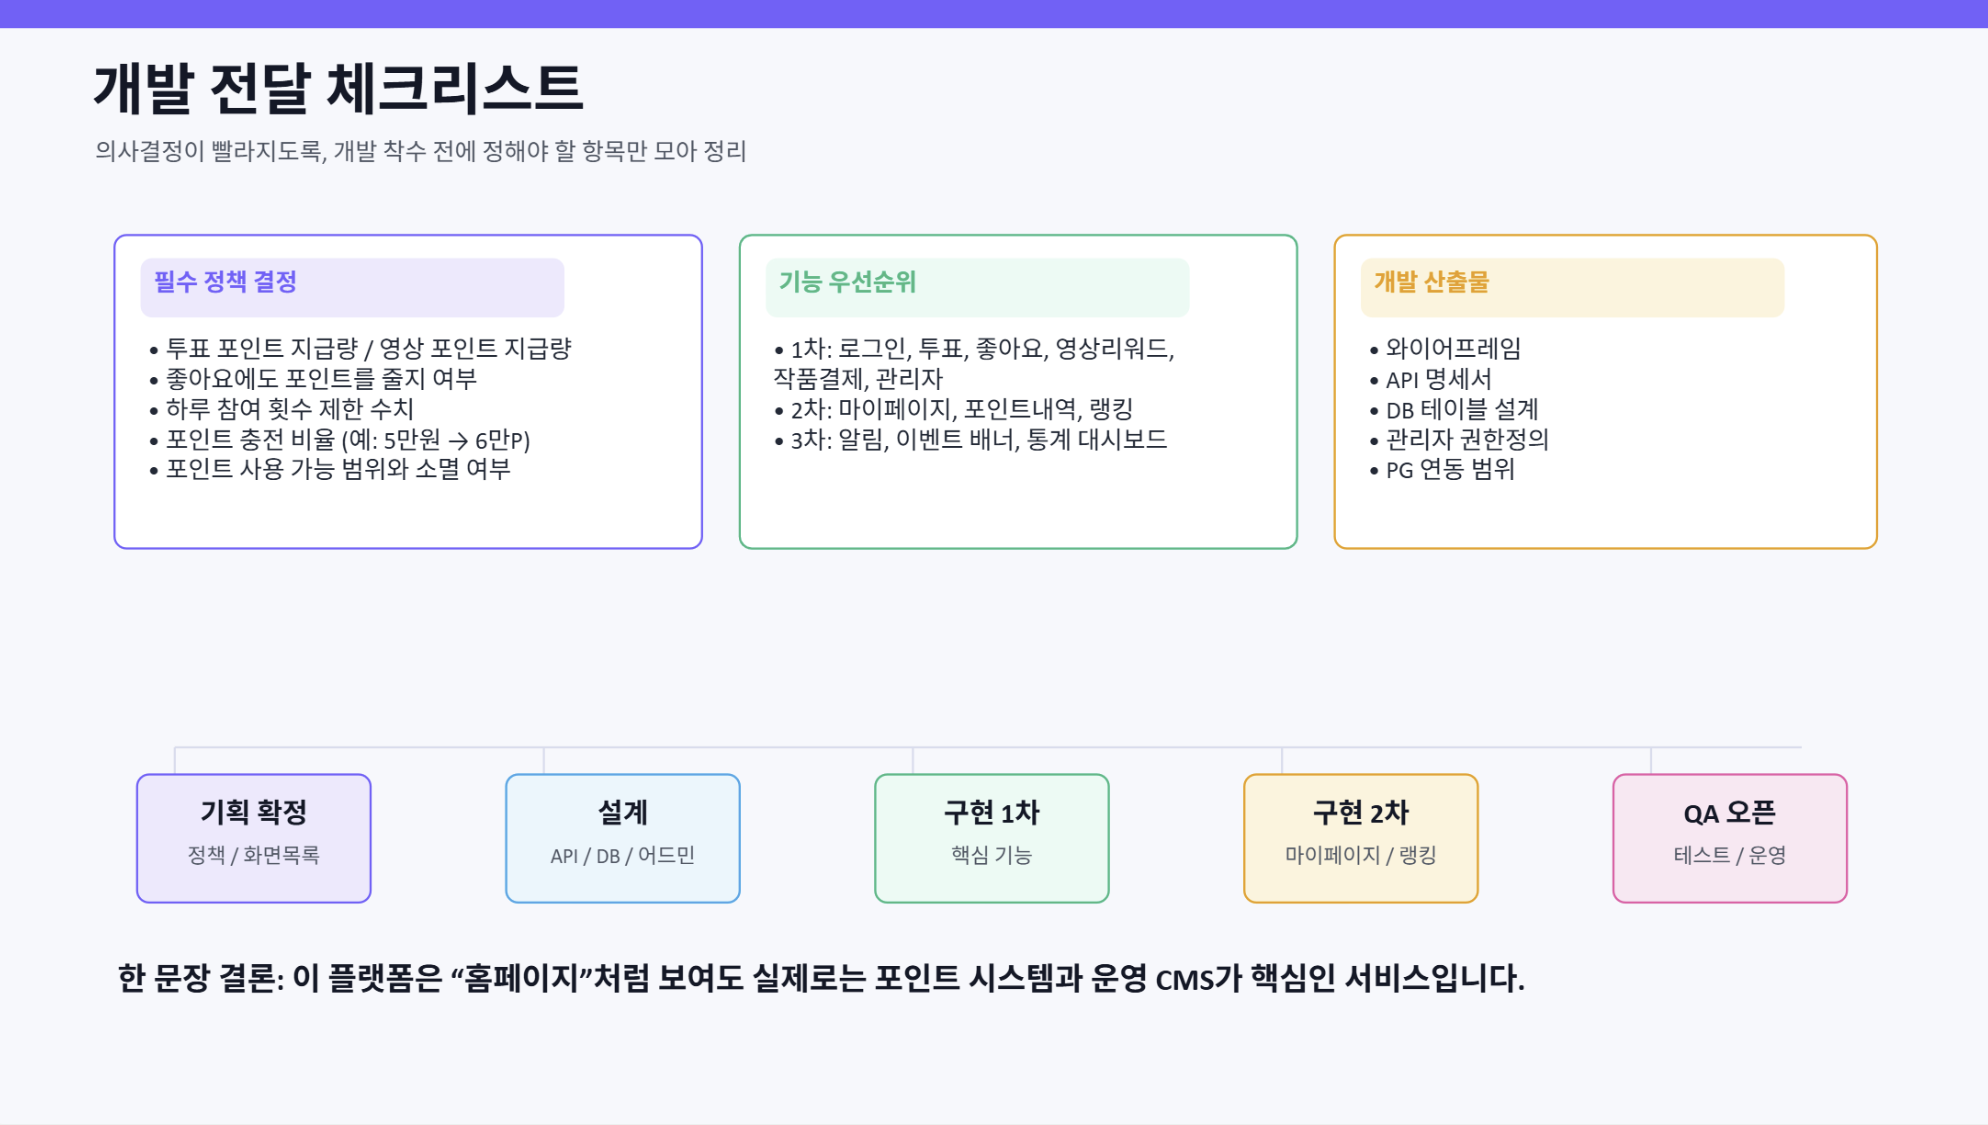 개발 전달 체크리스트
의사결정이 빨라지도록, 개발 착수 전에 정해야 할 항목만 모아 정리
필수 정책 결정
• 투표 포인트 지급량 / 영상 포인트 지급량
• 좋아요에도 포인트를 줄지 여부
• 하루 참여 횟수 제한 수치
• 포인트 충전 비율 (예: 5만원 → 6만P)
• 포인트 사용 가능 범위와 소멸 여부
기능 우선순위
• 1차: 로그인, 투표, 좋아요, 영상리워드,
작품결제, 관리자
• 2차: 마이페이지, 포인트내역, 랭킹
• 3차: 알림, 이벤트 배너, 통계 대시보드
개발 산출물
• 와이어프레임
• API 명세서
• DB 테이블 설계
• 관리자 권한정의
• PG 연동 범위
기획 확정
정책 / 화면목록
설계
API / DB / 어드민
구현 1차
핵심 기능
구현 2차
마이페이지 / 랭킹
QA 오픈
테스트 / 운영
한 문장 결론: 이 플랫폼은 “홈페이지”처럼 보여도 실제로는 포인트 시스템과 운영 CMS가 핵심인 서비스입니다.